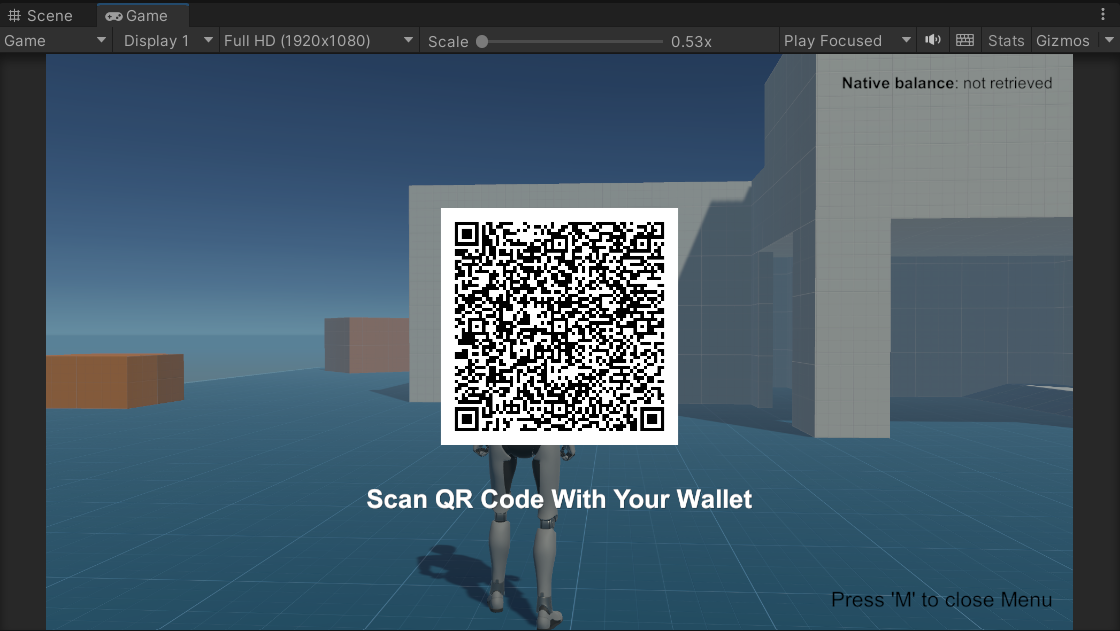 Scene
Game
Game
Display 1
Full HD (1920x1080)
Scale
0.53x
Play Focused
Stats
Gizmos
Native balance: not retrieved
Scan QR Code With Your Wallet
Press 'M' to close Menu